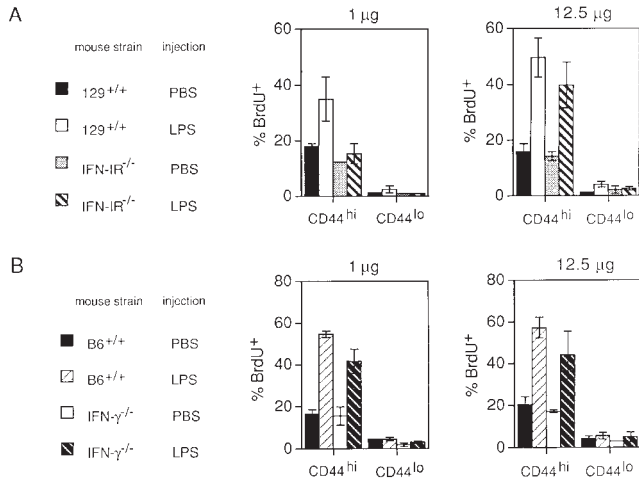 A
mouse strain injection
129+/+ PBS
129+/+ LPS
IFN-IR-/- PBS
IFN-IR-/- LPS
1 μg
% BrdU+
60
40
20
0
CD44hi CD44lo
12.5 μg
% BrdU+
60
40
20
0
CD44hi CD44lo
B
mouse strain injection
B6+/+ PBS
B6+/+ LPS
IFN-γ-/- PBS
IFN-γ-/- LPS
1 μg
% BrdU+
80
60
40
20
0
CD44hi CD44lo
12.5 μg
% BrdU+
80
60
40
20
0
CD44hi CD44lo